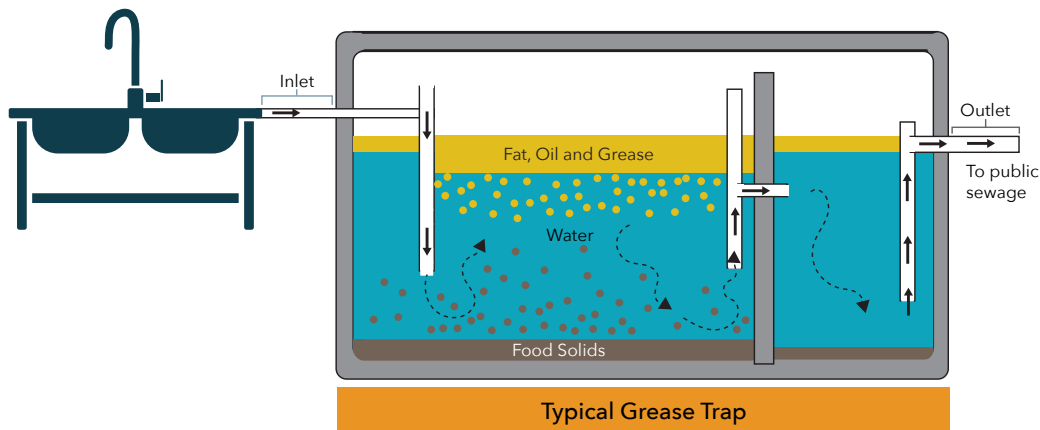 Inlet
Outlet
Fat, Oil and Grease
To public
sewage
Water
Food Solids
Typical Grease Trap